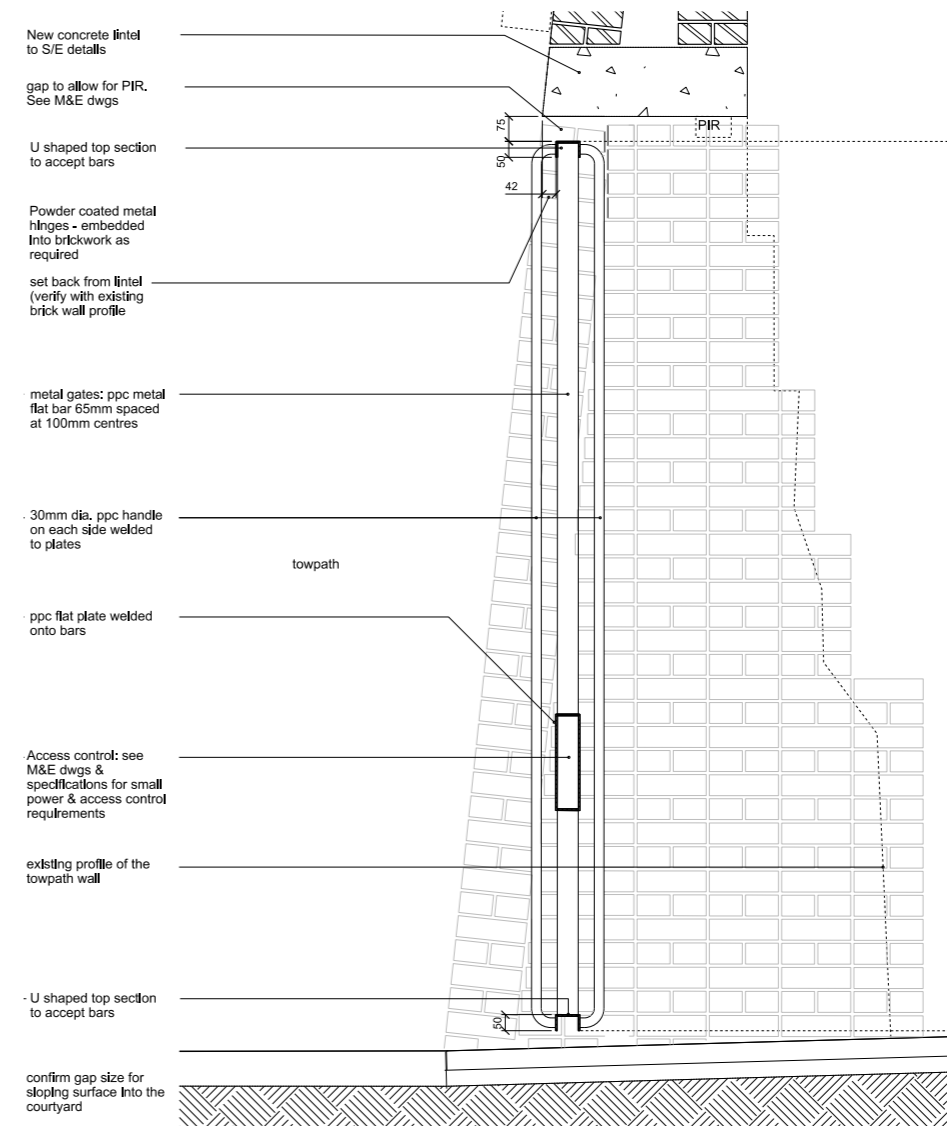 New concrete lintel
to S/E details
gap to allow for PIR.
See M&E dwgs
U shaped top section
to accept bars
Powder coated metal
hinges - embedded
into brickwork as
required
set back from lintel
(verify with existing
brick wall profile
metal gates: ppc metal
flat bar 65mm spaced
at 100mm centres
30mm dia. ppc handle
on each side welded
to plates
towpath
ppc flat plate welded
onto bars
Access control: see
M&E dwgs &
specifications for small
power & access control
requirements
existing profile of the
towpath wall
U shaped top section
to accept bars
confirm gap size for
sloping surface into the
courtyard
75
50
42
PIR
50